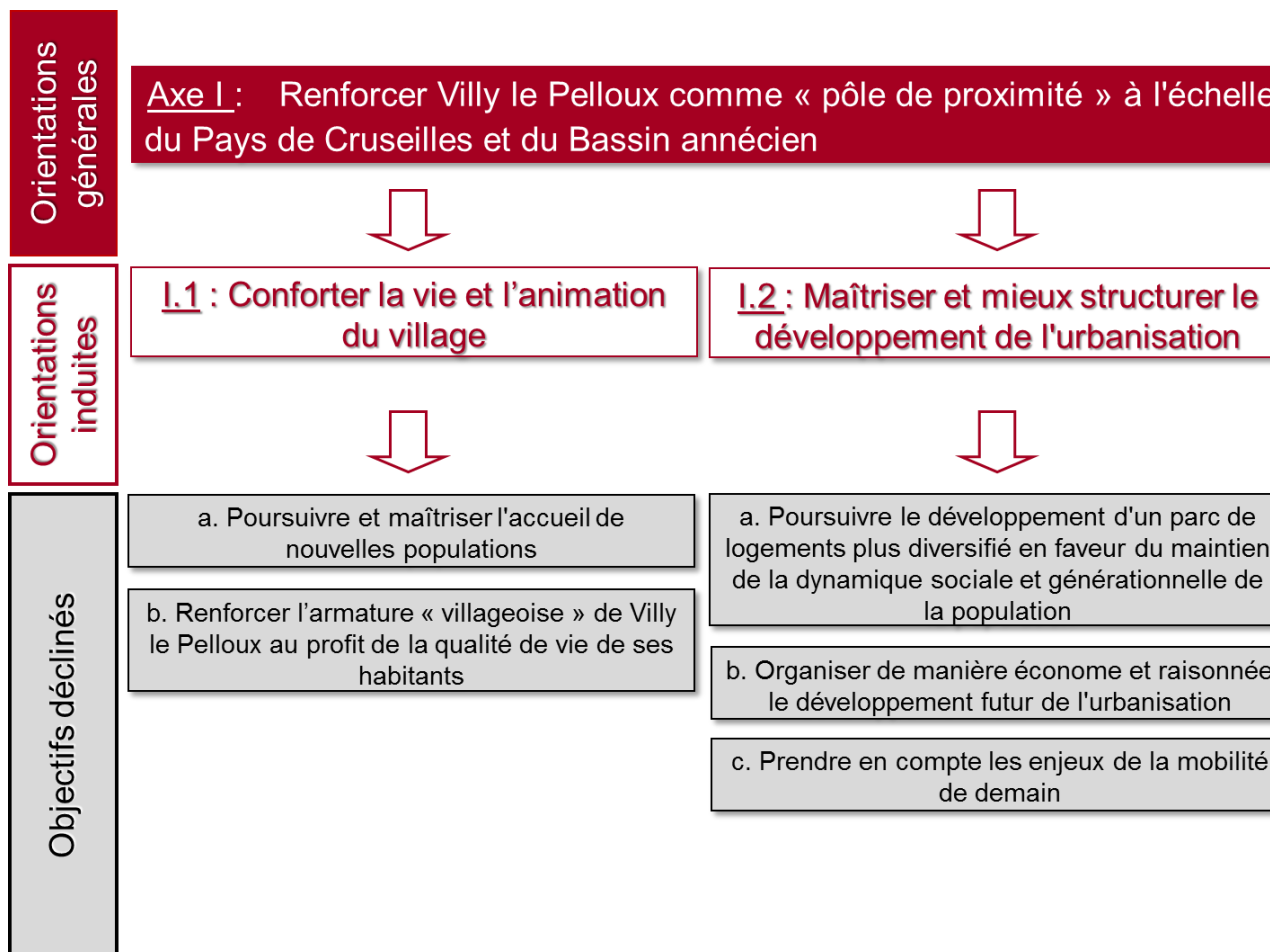 Orientations
générales
Axe I : Renforcer Villy le Pelloux comme « pôle de proximité » à l'échelle
du Pays de Cruseilles et du Bassin annécien
Orientations
induites
I.1 : Conforter la vie et l’animation
du village
I.2 : Maîtriser et mieux structurer le
développement de l'urbanisation
Objectifs déclinés
a. Poursuivre et maîtriser l'accueil de
nouvelles populations
b. Renforcer l’armature « villageoise » de Villy
le Pelloux au profit de la qualité de vie de ses
habitants
a. Poursuivre le développement d'un parc de
logements plus diversifié en faveur du maintien
de la dynamique sociale et générationnelle de
la population
b. Organiser de manière économe et raisonnée
le développement futur de l'urbanisation
c. Prendre en compte les enjeux de la mobilité
de demain